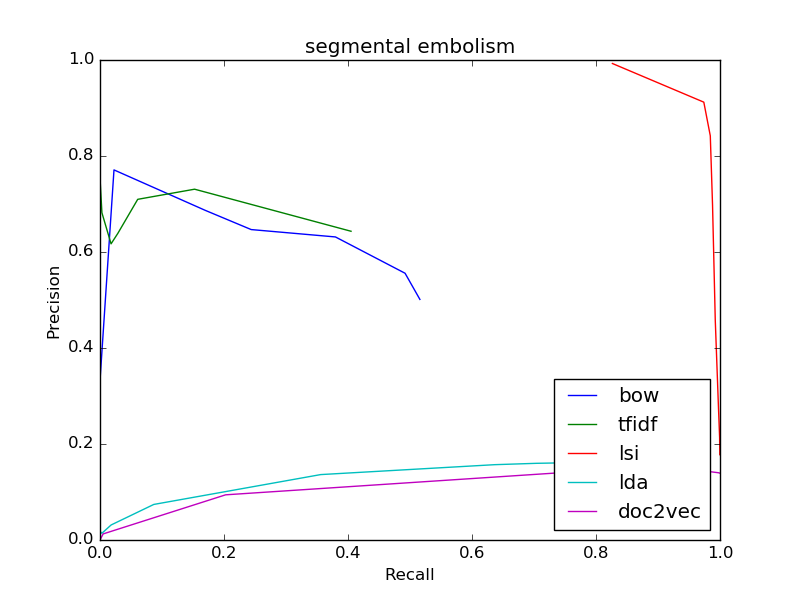 segmental embolism
1.0
0.8
0.6
0.4
0.2
0.0
Precision
0.0 0.2 0.4 0.6 0.8 1.0
Recall
bow
tfidf
lsi
lda
doc2vec